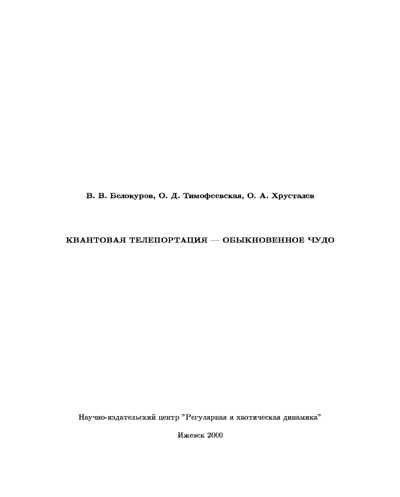 В. В. Белокуров, О. Д. Тимофеевская, О. А. Хрусталев
КВАНТОВАЯ ТЕЛЕПОРТАЦИЯ — ОБЫКНОВЕННОЕ ЧУДО
Научно-издательский центр "Регулярная и хаотическая динамика"
Ижевск 2000